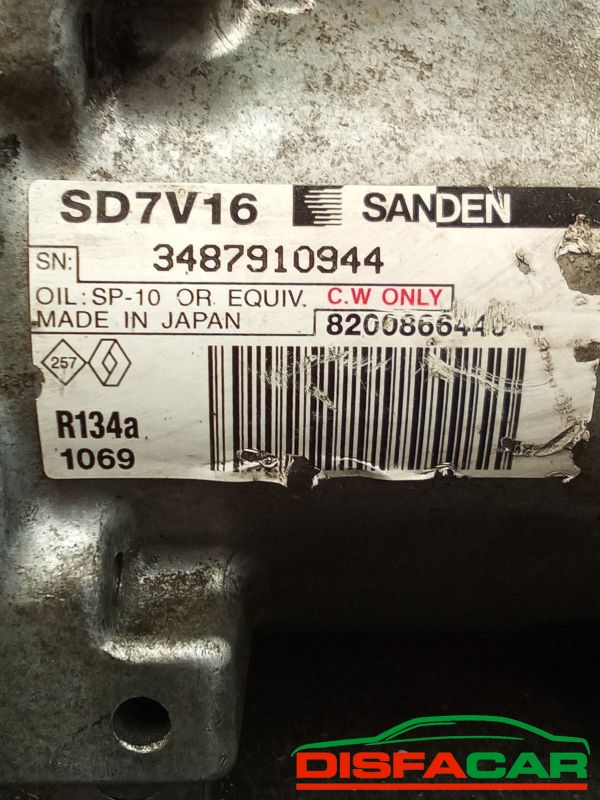 SD7V16 SANDEN
SN: 3487910944
OIL: SP-10 OR EQUIV. C.W ONLY
MADE IN JAPAN
257
R134a
1069
DISFACAR